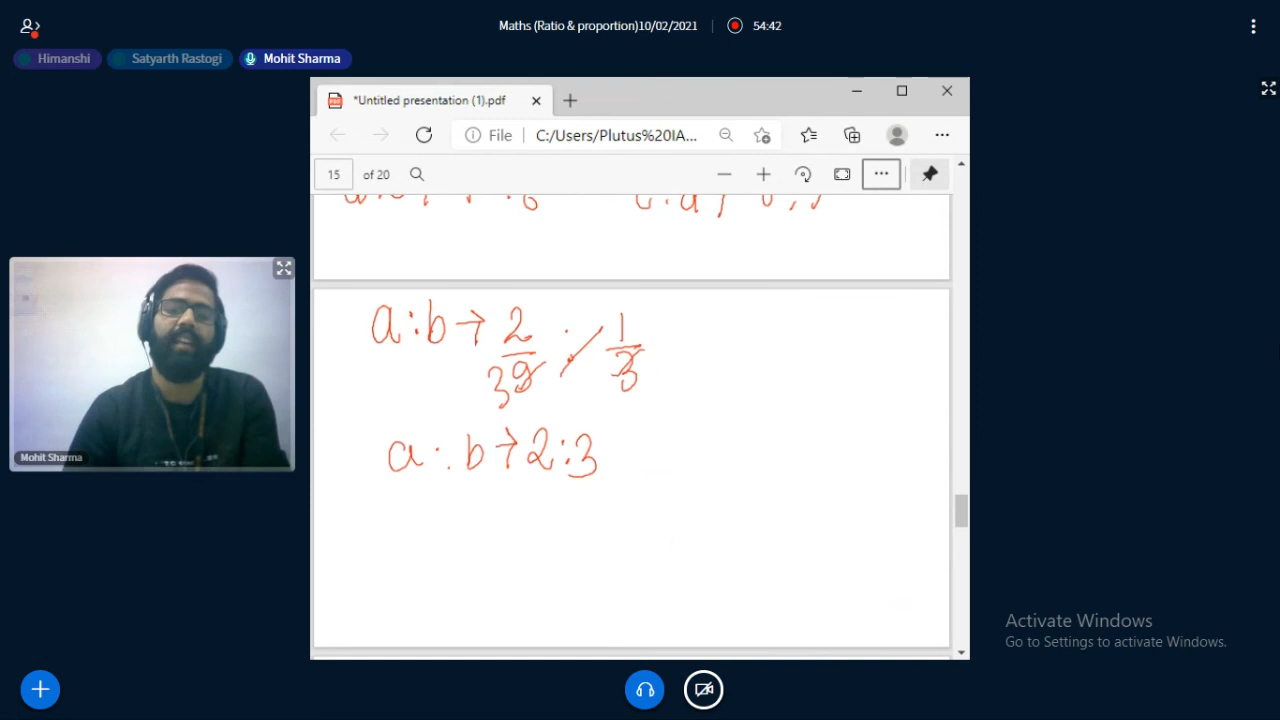 Maths (Ratio & proportion)10/02/2021
54:42
Himanshi
Satyarth Rastogi
Mohit Sharma
*Untitled presentation (1).pdf
File
C:/Users/Plutus%20IA...
15
of 20
a:b → 2/9 : 1/3
3
a:b → 2:3
Mohit Sharma
Activate Windows
Go to Settings to activate Windows.